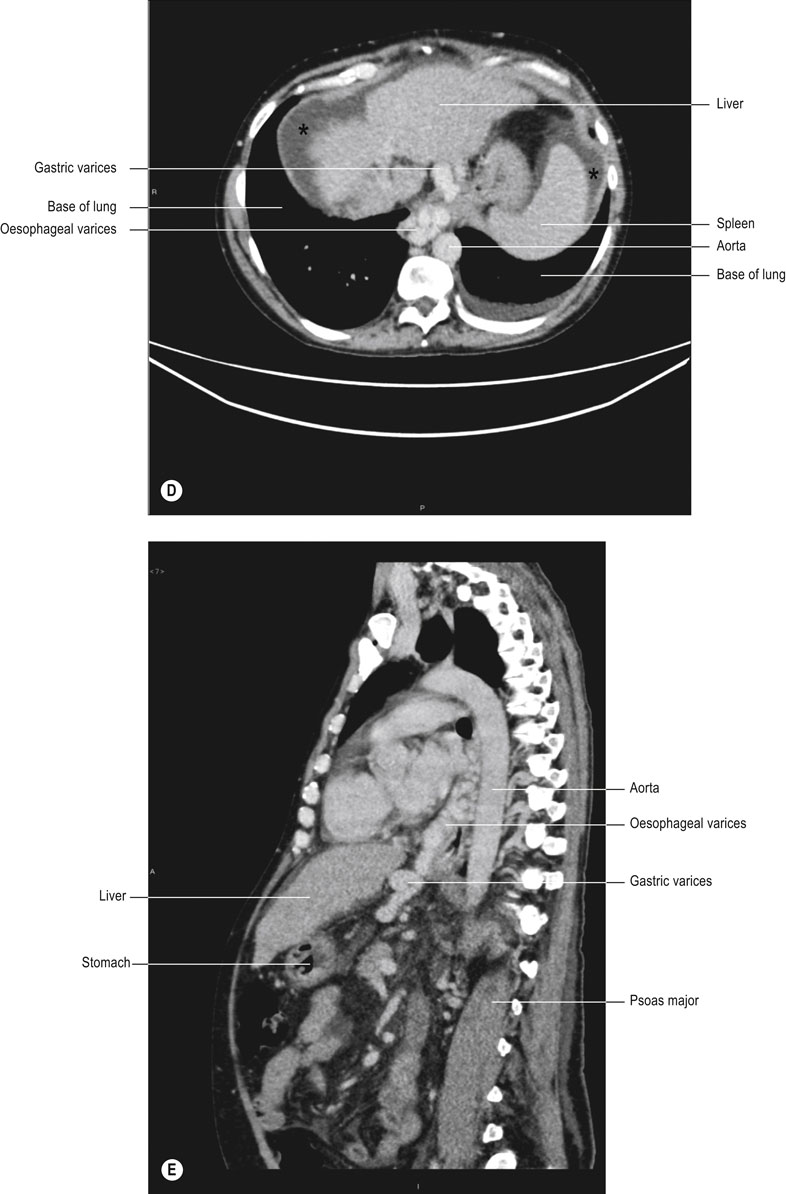 Liver
*
Gastric varices
*
R
Base of lung
Oesophageal varices
Spleen
Aorta
Base of lung
D
P
<7>
Aorta
Oesophageal varices
A
Gastric varices
Liver
Stomach
Psoas major
E
I